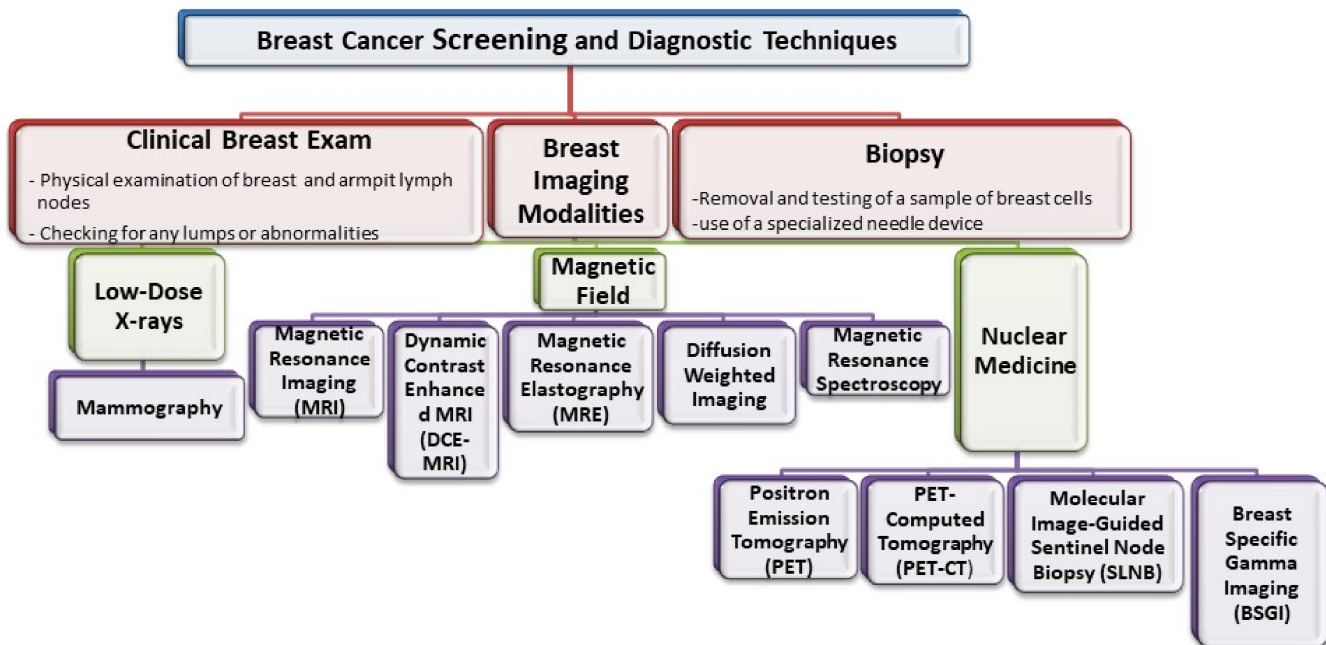 Breast Cancer Screening and Diagnostic Techniques
Clinical Breast Exam
- Physical examination of breast and armpit lymph
nodes
- Checking for any lumps or abnormalities
Breast
Imaging
Modalities
Biopsy
-Removal and testing of a sample of breast cells
-use of a specialized needle device
Low-Dose
X-rays
Mammography
Magnetic
Field
Magnetic
Resonance
Imaging
(MRI)
Dynamic
Contrast
Enhance
d MRI
(DCE-
MRI)
Magnetic
Resonance
Elastography
(MRE)
Diffusion
Weighted
Imaging
Magnetic
Resonance
Spectroscopy
Nuclear
Medicine
Positron
Emission
Tomography
(PET)
PET-
Computed
Tomography
(PET-CT)
Molecular
Image-Guided
Sentinel Node
Biopsy (SLNB)
Breast
Specific
Gamma
Imaging
(BSGI)